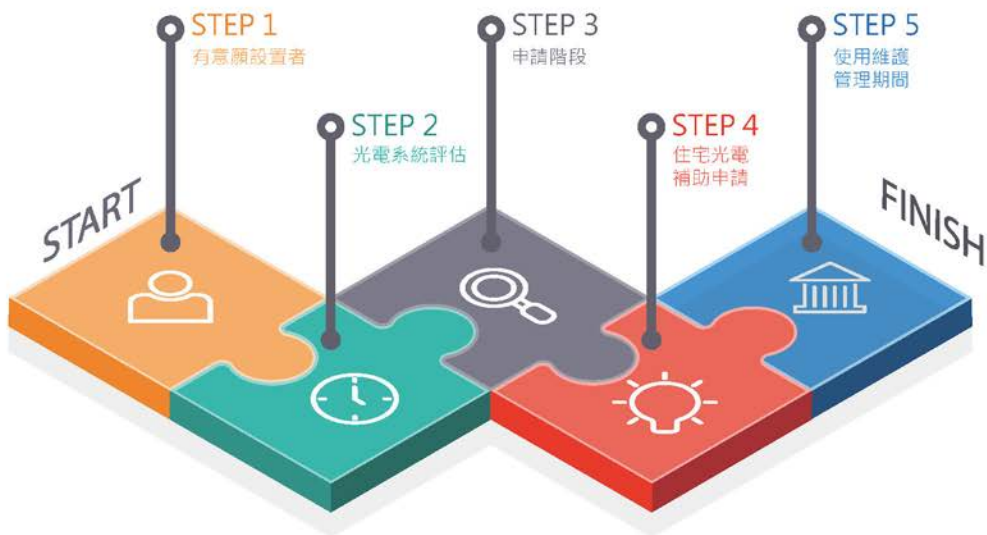 START
STEP 1
有意願設置者
STEP 2
光電系統評估
STEP 3
申請階段
STEP 4
住宅光電
補助申請
STEP 5
使用維護
管理期間
FINISH